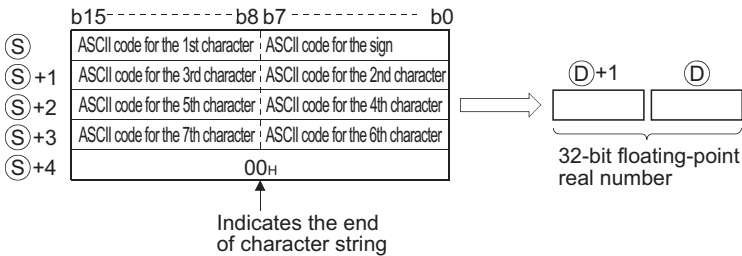 b15 b8 b7 b0
Ⓢ ASCII code for the 1st character ASCII code for the sign
Ⓢ+1 ASCII code for the 3rd character ASCII code for the 2nd character
Ⓢ+2 ASCII code for the 5th character ASCII code for the 4th character
Ⓢ+3 ASCII code for the 7th character ASCII code for the 6th character
Ⓢ+4 00H
Indicates the end
of character string
Ⓓ+1 Ⓓ
32-bit floating-point
real number